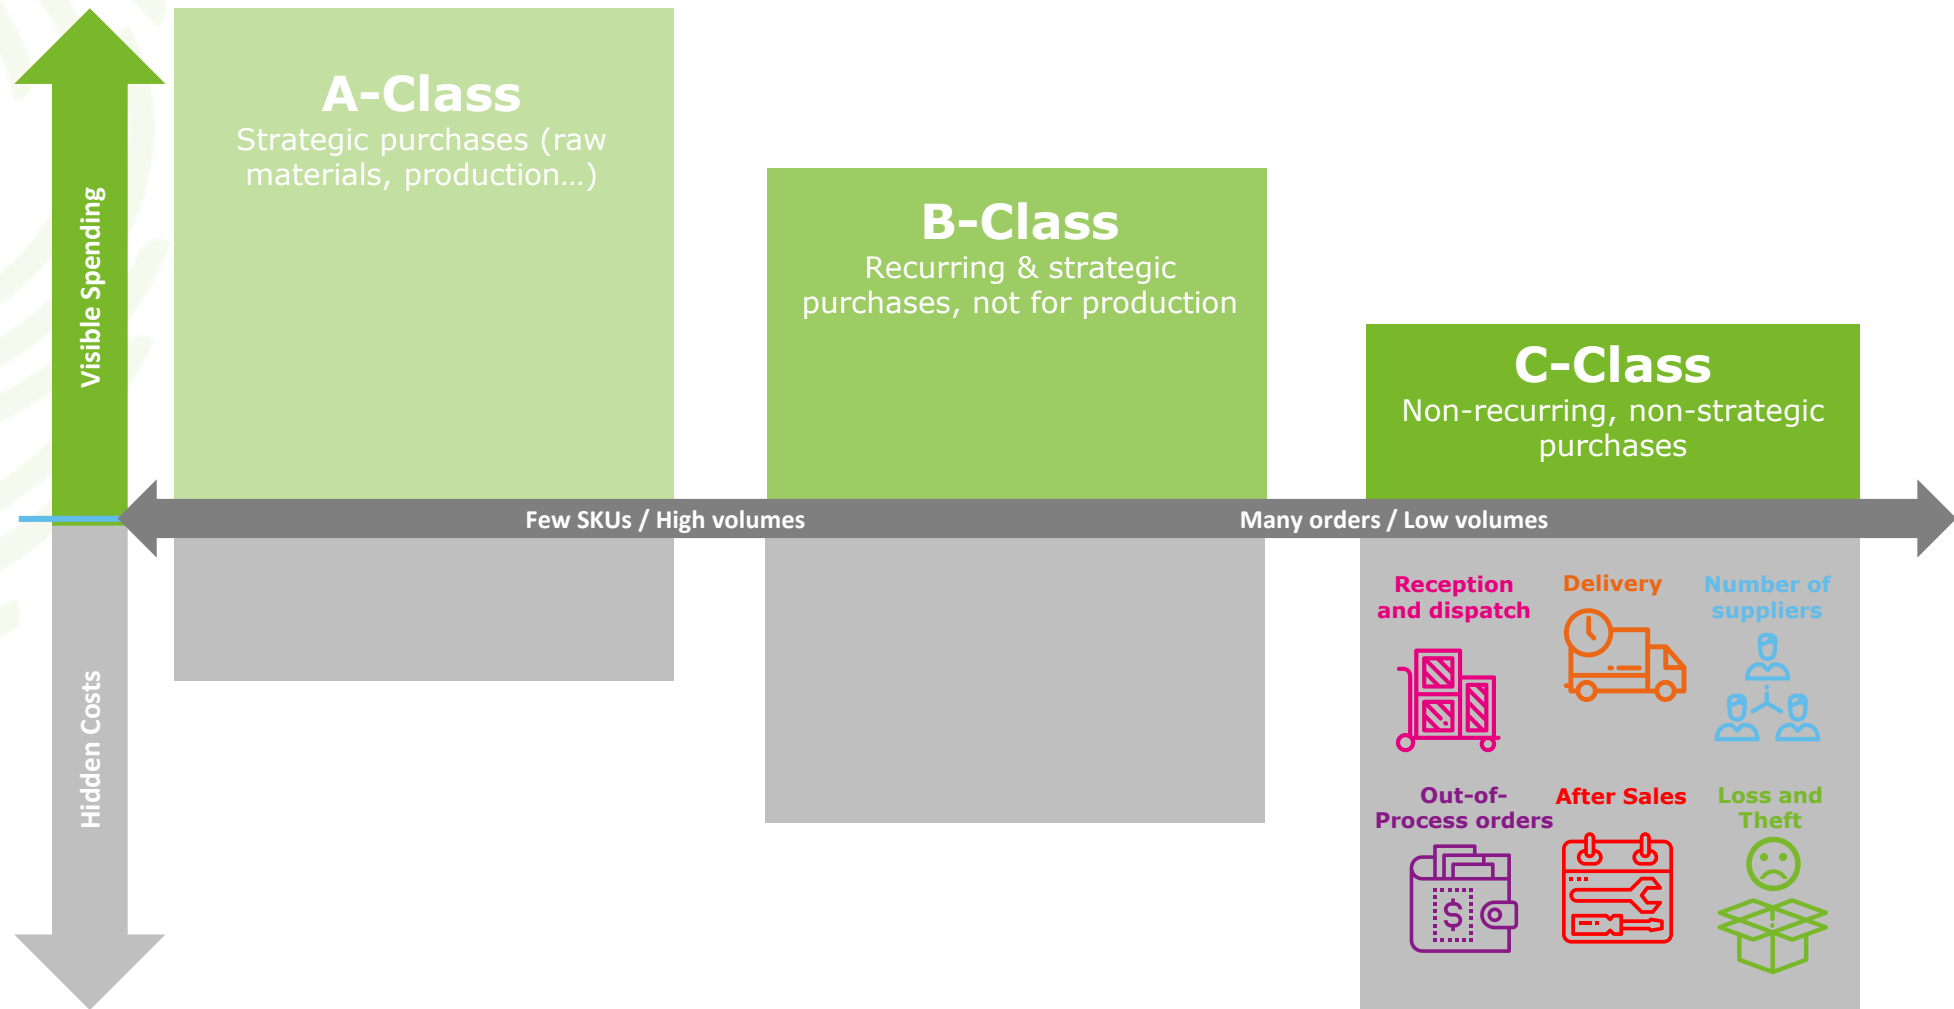 A-Class
Strategic purchases (raw
materials, production…)
B-Class
Recurring & strategic
purchases, not for production
C-Class
Non-recurring, non-strategic
purchases
Visible Spending
Few SKUs / High volumes
Many orders / Low volumes
Hidden Costs
Reception
and dispatch
Delivery
Number of
suppliers
Out-of-
Process orders
After Sales
Loss and
Theft
$